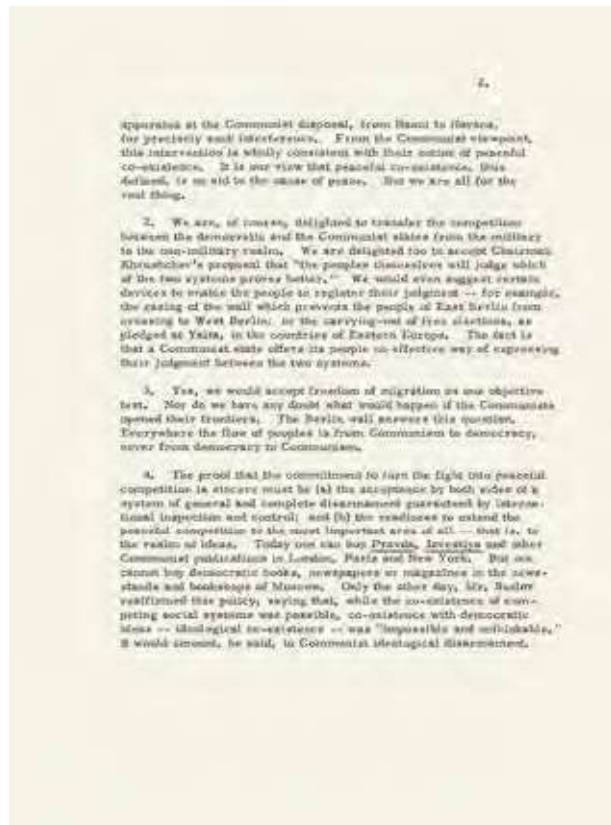 2.
apparatus at the Communist disposal, from Hanoi to Havana,
for precisely such interference. From the Communist viewpoint,
this intervention is wholly consistent with their notion of peaceful
co-existence. It is our view that peaceful co-existence, thus
defined, is no aid to the cause of peace. But we are all for the
real thing.
2. We are, of course, delighted to transfer the competition
between the democratic and the Communist states from the military
to the non-military realm. We are delighted too to accept Chairman
Khrushchev's proposal that "the peoples themselves will judge which
of the two systems proves better." We would even suggest certain
devices to enable the people to register their judgment -- for example,
the razing of the wall which prevents the people of East Berlin from
crossing to West Berlin; or the carrying-out of free elections, as
pledged at Yalta, in the countries of Eastern Europe. The fact is
that a Communist state offers its people no effective way of expressing
their judgment between the two systems.
3. Yes, we would accept freedom of migration as one objective
test. Nor do we have any doubt what would happen if the Communists
opened their frontiers. The Berlin wall answers this question.
Everywhere the flow of peoples is from Communism to democracy,
never from democracy to Communism.
4. The proof that the commitment to turn the fight into peaceful
competition is sincere must be (a) the acceptance by both sides of a
system of general and complete disarmament guaranteed by interna-
tional inspection and control; and (b) the readiness to extend the
peaceful competition to the most important area of all -- that is, to
the realm of ideas. Today one can buy Pravda, Izvestiya and other
Communist publications in London, Paris and New York. But one
cannot buy democratic books, newspapers or magazines in the news-
stands and bookshops of Moscow. Only the other day, Mr. Suslov
reaffirmed this policy, saying that, while the co-existence of com-
peting social systems was possible, co-existence with democratic
ideas -- ideological co-existence -- was "impossible and unthinkable."
It would amount, he said, to Communist ideological disarmament.